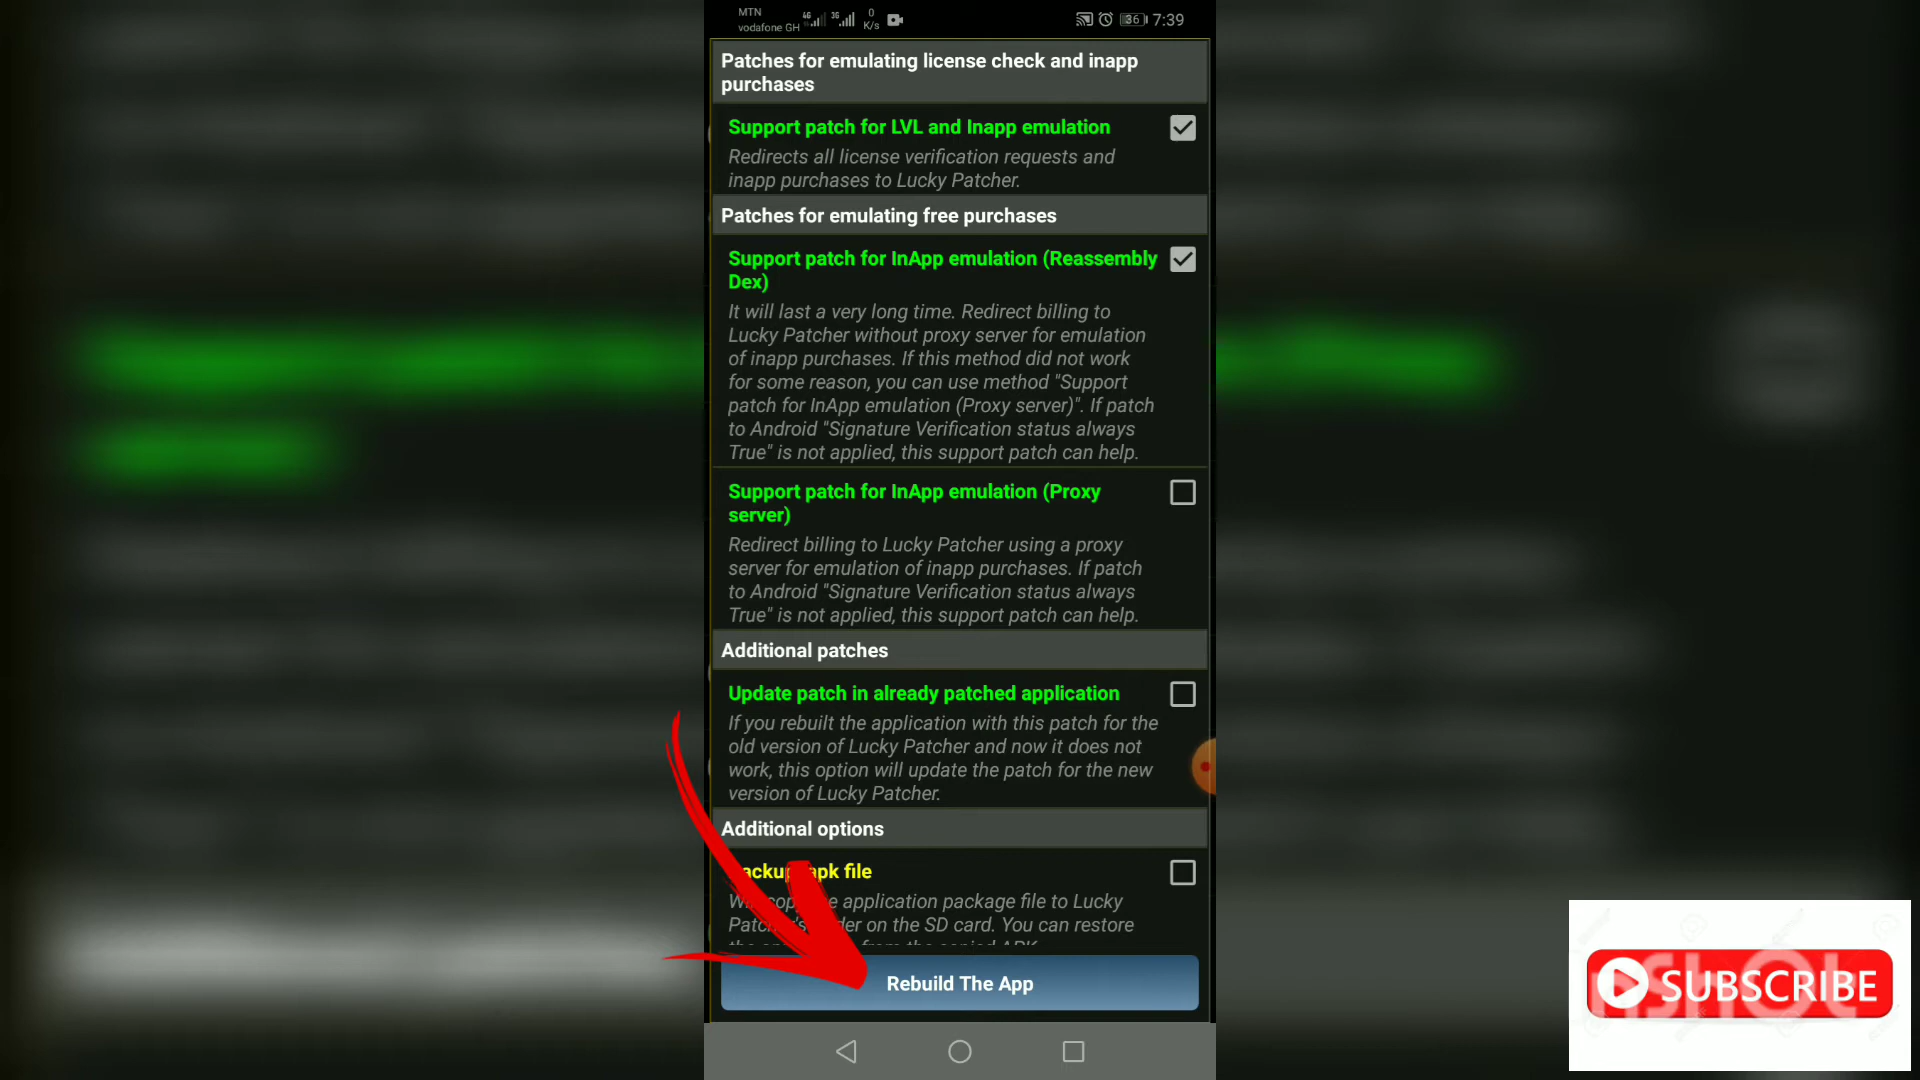 MTN
vodafone GH
4G
3G
0
K/s
36
7:39
Patches for emulating license check and inapp
purchases
Support patch for LVL and Inapp emulation
Redirects all license verification requests and
inapp purchases to Lucky Patcher.
Patches for emulating free purchases
Support patch for InApp emulation (Reassembly
Dex)
It will last a very long time. Redirect billing to
Lucky Patcher without proxy server for emulation
of inapp purchases. If this method did not work
for some reason, you can use method "Support
patch for InApp emulation (Proxy server)". If patch
to Android "Signature Verification status always
True" is not applied, this support patch can help.
Support patch for InApp emulation (Proxy
server)
Redirect billing to Lucky Patcher using a proxy
server for emulation of inapp purchases. If patch
to Android "Signature Verification status always
True" is not applied, this support patch can help.
Additional patches
Update patch in already patched application
If you rebuilt the application with this patch for the
old version of Lucky Patcher and now it does not
work, this option will update the patch for the new
version of Lucky Patcher.
Additional options
apk file
application package file to Lucky
on the SD card. You can restore
from the copied APK
Rebuild The App
SUBSCRIBE